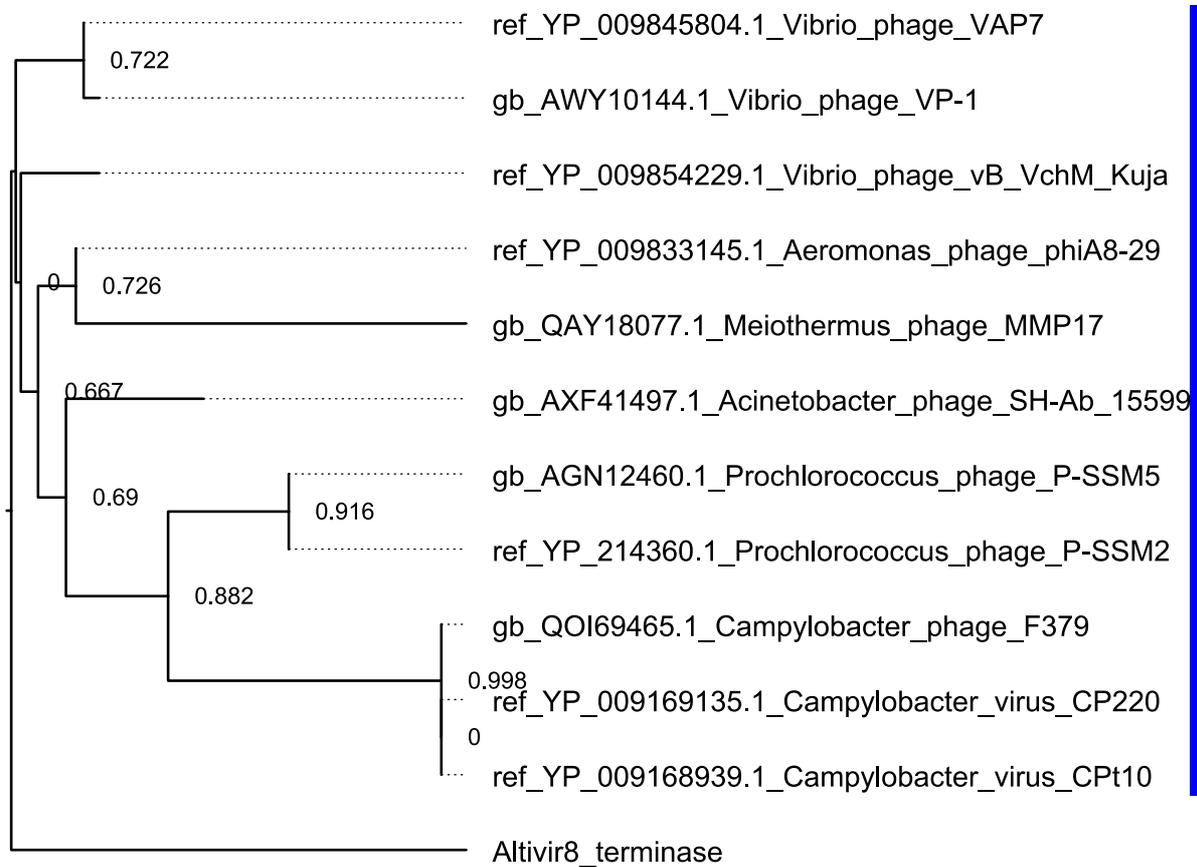 ref_YP_009845804.1_Vibrio_phage_VAP7
0.722
gb_AWY10144.1_Vibrio_phage_VP-1
ref_YP_009854229.1_Vibrio_phage_vB_VchM_Kuja
ref_YP_009833145.1_Aeromonas_phage_phiA8-29
0
0.726
gb_QAY18077.1_Meiothermus_phage_MMP17
0.667
gb_AXF41497.1_Acinetobacter_phage_SH-Ab_15599
gb_AGN12460.1_Prochlorococcus_phage_P-SSM5
0.69
0.916
ref_YP_214360.1_Prochlorococcus_phage_P-SSM2
0.882
gb_QOI69465.1_Campylobacter_phage_F379
0.998
ref_YP_009169135.1_Campylobacter_virus_CP220
0
ref_YP_009168939.1_Campylobacter_virus_CPt10
Altivir8_terminase